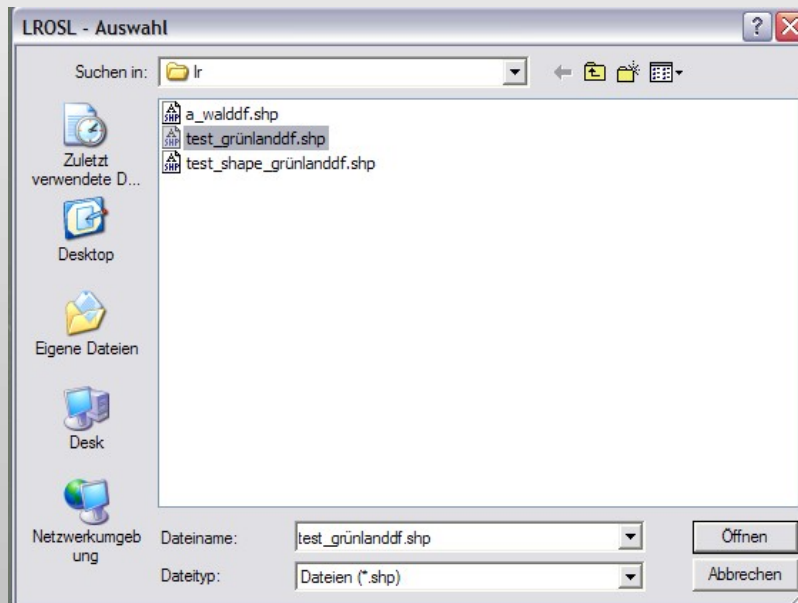 LROSL - Auswahl
Suchen in:
lr
a_walddf.shp
test_grünlanddf.shp
test_shape_grünlanddf.shp
Zuletzt
verwendete D...
Desktop
Eigene Dateien
Desk
Netzwerkumgeb
ung
Dateiname:
test_grünlanddf.shp
Öffnen
Dateityp:
Dateien (*.shp)
Abbrechen